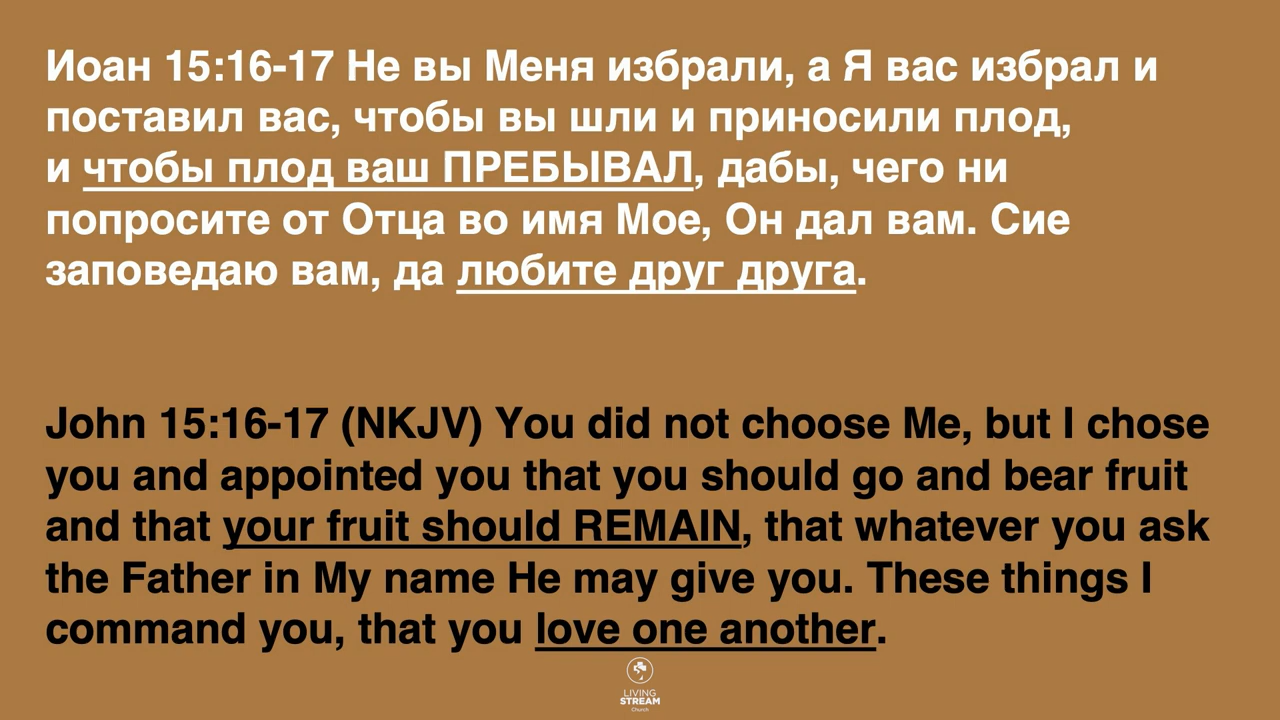 Иоан 15:16-17 Не вы Меня избрали, а Я вас избрал и
поставил вас, чтобы вы шли и приносили плод,
и чтобы плод ваш ПРЕБЫВАЛ, дабы, чего ни
попросите от Отца во имя Мое, Он дал вам. Сие
заповедаю вам, да любите друг друга.
John 15:16-17 (NKJV) You did not choose Me, but I chose
you and appointed you that you should go and bear fruit
and that your fruit should REMAIN, that whatever you ask
the Father in My name He may give you. These things I
command you, that you love one another.
LIVING
STREAM
Church